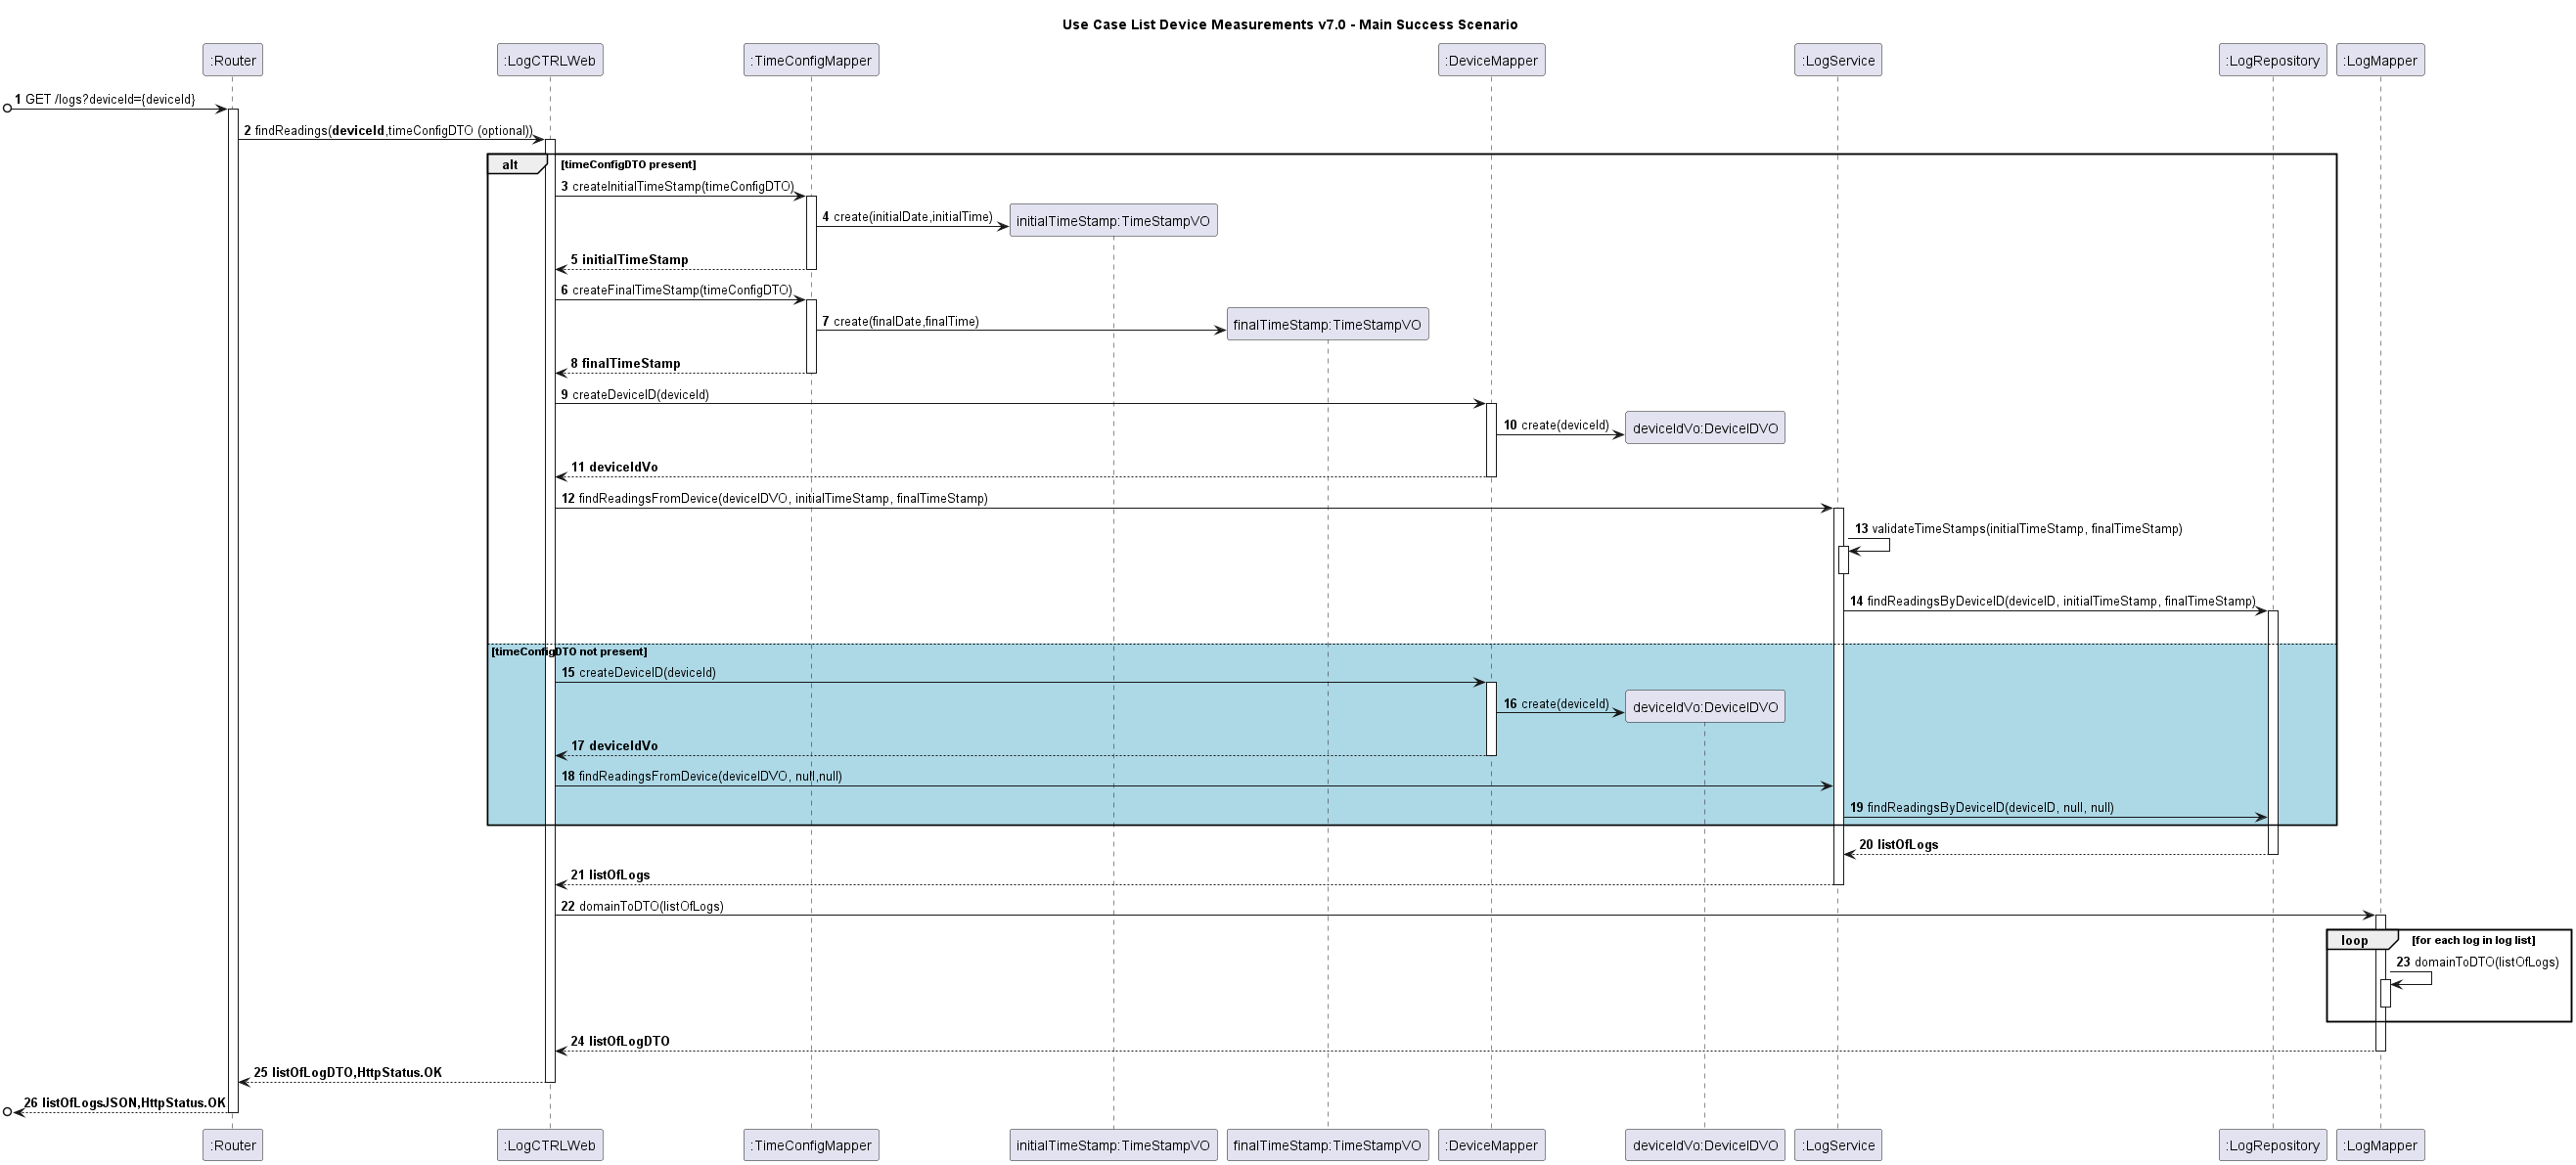 Use Case List Device Measurements v7.0 - Main Success Scenario
:Router
:LogCTRLWeb
:TimeConfigMapper
:DeviceMapper
:LogService
:LogRepository
:LogMapper
1 GET /logs?deviceId={deviceId}
2 findReadings(deviceId,timeConfigDTO (optional))
alt [timeConfigDTO present]
3 createInitialTimeStamp(timeConfigDTO)
4 create(initialDate,initialTime)
initialTimeStamp:TimeStampVO
5 initialTimeStamp
6 createFinalTimeStamp(timeConfigDTO)
7 create(finalDate,finalTime)
finalTimeStamp:TimeStampVO
8 finalTimeStamp
9 createDeviceID(deviceId)
10 create(deviceId)
deviceIdVo:DeviceIDVO
11 deviceIdVo
12 findReadingsFromDevice(deviceIDVO, initialTimeStamp, finalTimeStamp)
13 validateTimeStamps(initialTimeStamp, finalTimeStamp)
14 findReadingsByDeviceID(deviceID, initialTimeStamp, finalTimeStamp)
[timeConfigDTO not present]
15 createDeviceID(deviceId)
16 create(deviceId)
deviceIdVo:DeviceIDVO
17 deviceIdVo
18 findReadingsFromDevice(deviceIDVO, null,null)
19 findReadingsByDeviceID(deviceID, null, null)
20 listOfLogs
21 listOfLogs
22 domainToDTO(listOfLogs)
loop [for each log in log list]
23 domainToDTO(listOfLogs)
24 listOfLogDTO
25 listOfLogDTO,HttpStatus.OK
26 listOfLogsJSON,HttpStatus.OK
:Router
:LogCTRLWeb
:TimeConfigMapper
initialTimeStamp:TimeStampVO
finalTimeStamp:TimeStampVO
:DeviceMapper
deviceIdVo:DeviceIDVO
:LogService
:LogRepository
:LogMapper